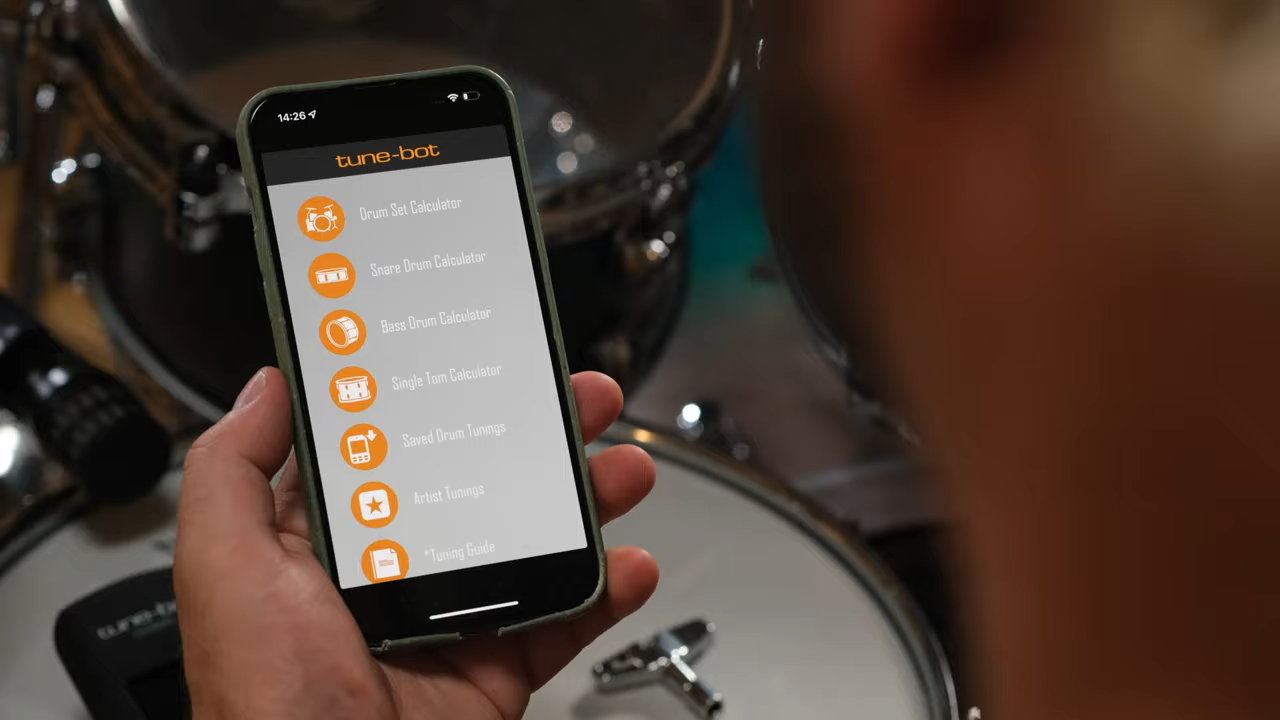 14:26
tune-bot
Drum Set Calculator
Snare Drum Calculator
Bass Drum Calculator
Single Tom Calculator
Saved Drum Tunings
Artist Tunings
*Tuning Guide
tune-b